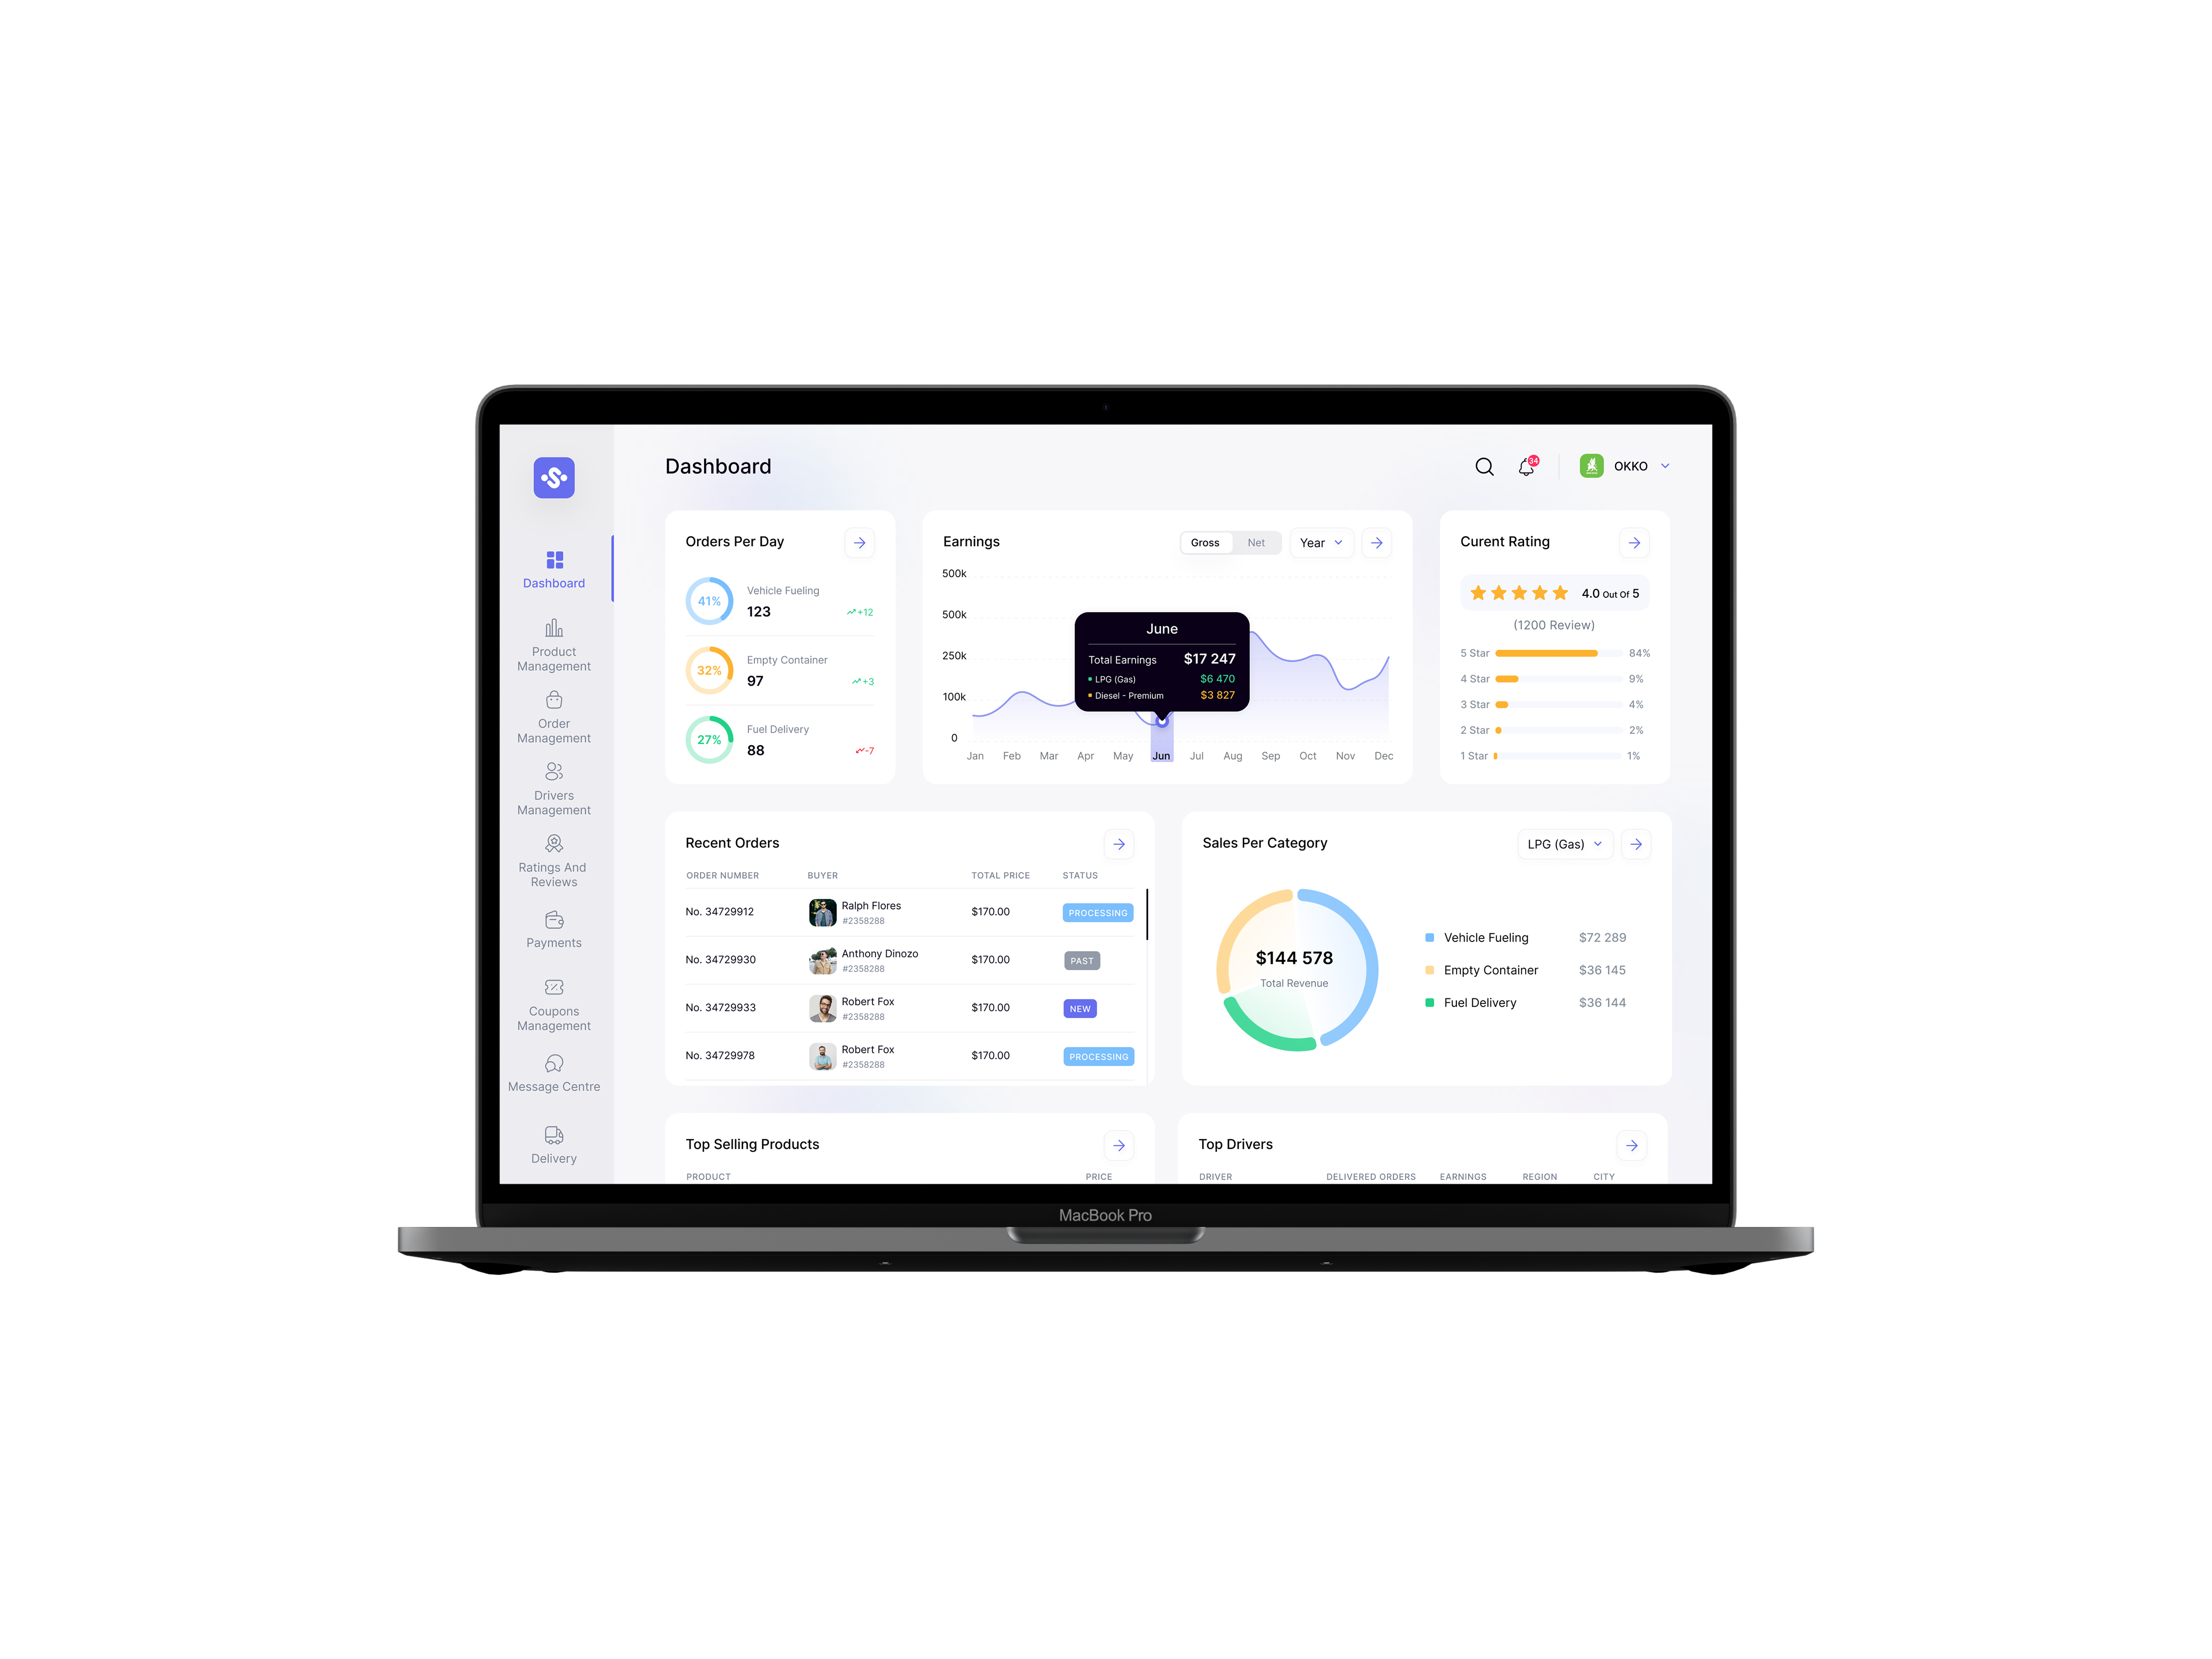 Dashboard
34
OKKO
Dashboard
Product
Management
Order
Management
Drivers
Management
Ratings And
Reviews
Payments
Coupons
Management
Message Centre
Delivery
Orders Per Day
41%
Vehicle Fueling
123
+12
32%
Empty Container
97
+3
27%
Fuel Delivery
88
-7
Earnings
Gross Net
Year
500k
500k
250k
100k
0
June
Total Earnings $17 247
LPG (Gas) $6 470
Diesel - Premium $3 827
Jan Feb Mar Apr May Jun Jul Aug Sep Oct Nov Dec
Curent Rating
4.0 Out Of 5
(1200 Review)
5 Star 84%
4 Star 9%
3 Star 4%
2 Star 2%
1 Star 1%
Recent Orders
ORDER NUMBER BUYER TOTAL PRICE STATUS
No. 34729912 Ralph Flores $170.00 PROCESSING
#2358288
No. 34729930 Anthony Dinozo $170.00 PAST
#2358288
No. 34729933 Robert Fox $170.00 NEW
#2358288
No. 34729978 Robert Fox $170.00 PROCESSING
#2358288
Sales Per Category
LPG (Gas)
$144 578
Total Revenue
Vehicle Fueling $72 289
Empty Container $36 145
Fuel Delivery $36 144
Top Selling Products
PRODUCT PRICE
Top Drivers
DRIVER DELIVERED ORDERS EARNINGS REGION CITY
MacBook Pro